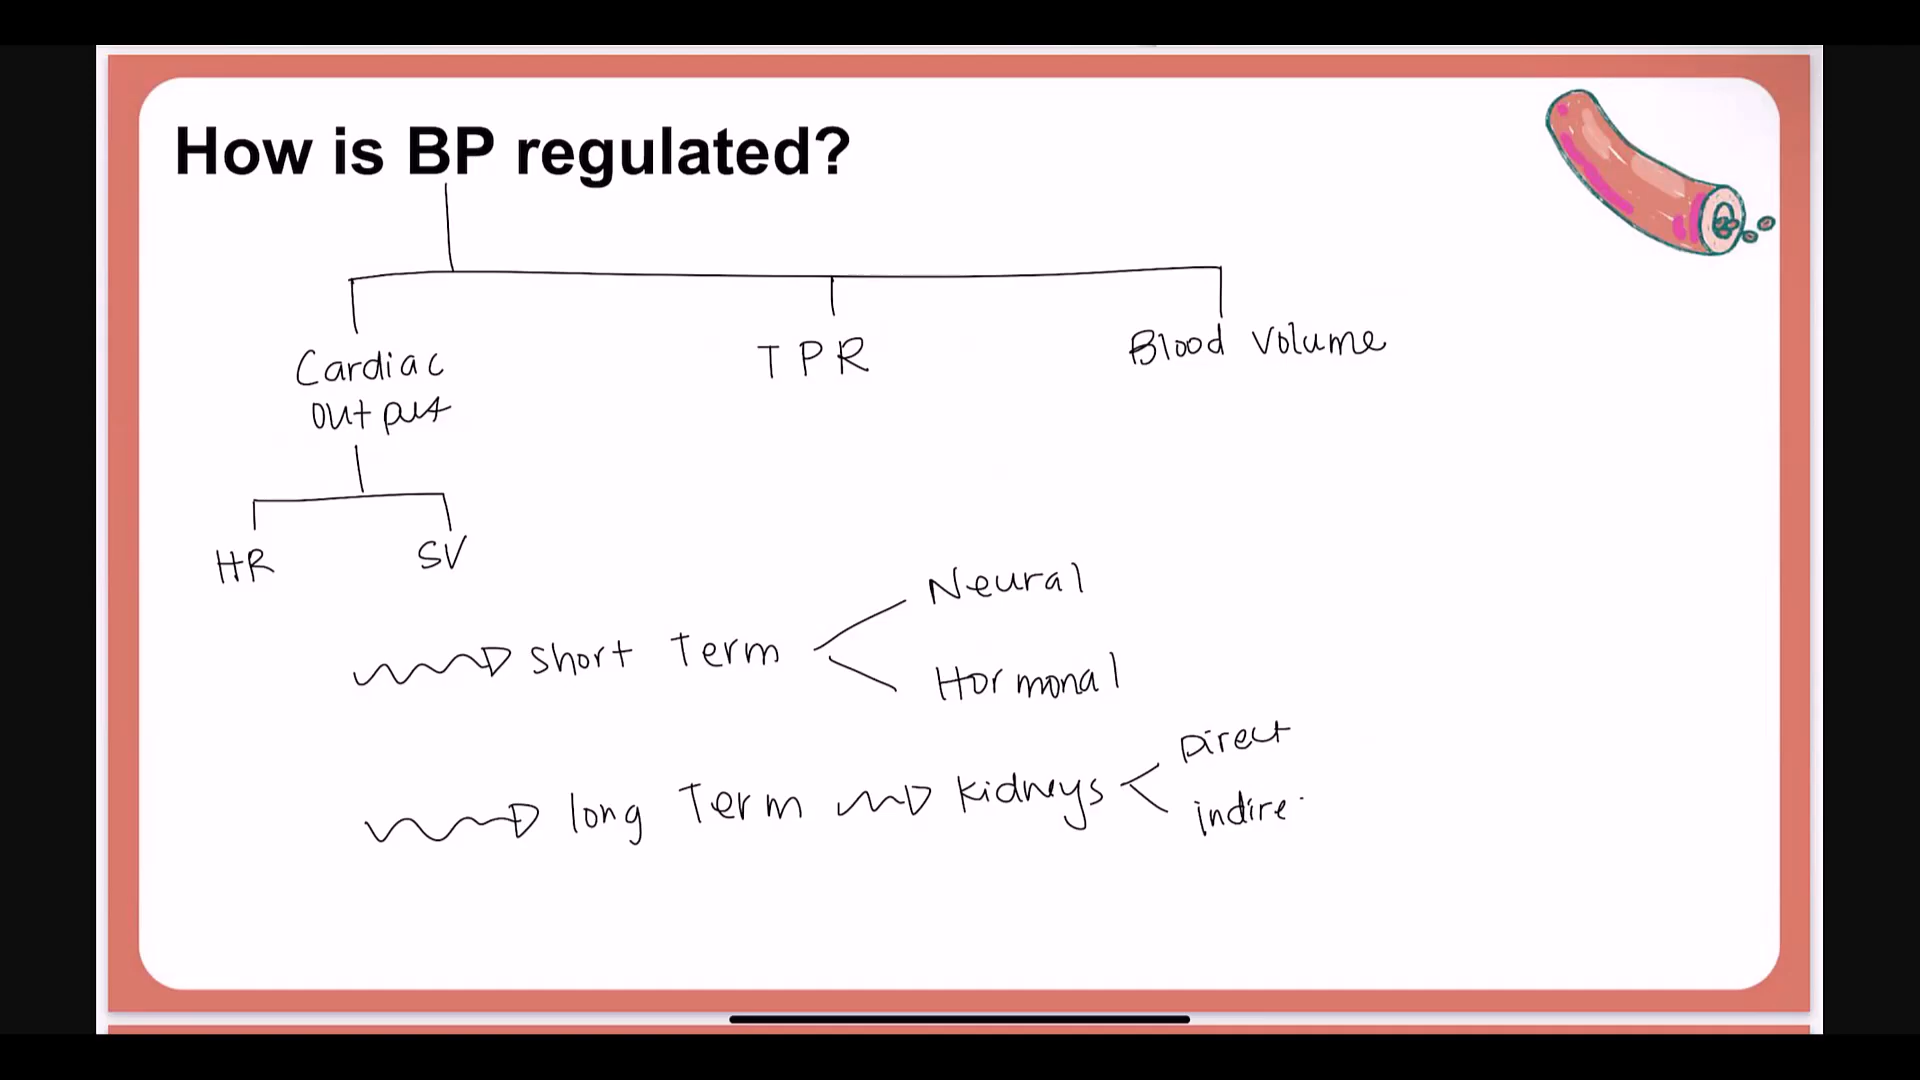 How is BP regulated?
Cardiac
output
TPR
Blood Volume
HR
SV
short Term
Neural
Hormonal
long Term
kidneys
Direct
indire